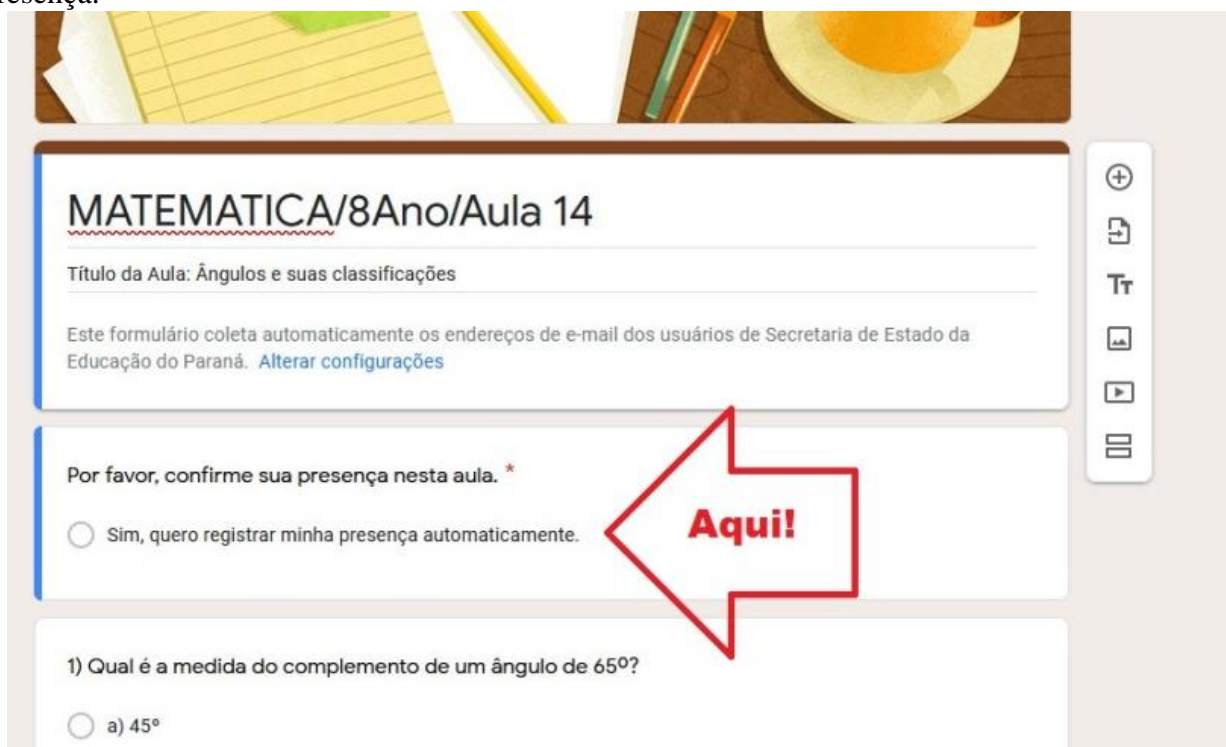 MATEMATICA/8Ano/Aula 14
Título da Aula: Ângulos e suas classificações
Este formulário coleta automaticamente os endereços de e-mail dos usuários de Secretaria de Estado da
Educação do Paraná. Alterar configurações
Por favor, confirme sua presença nesta aula. *
Sim, quero registrar minha presença automaticamente.
Aqui!
1) Qual é a medida do complemento de um ângulo de 65º?
a) 45º